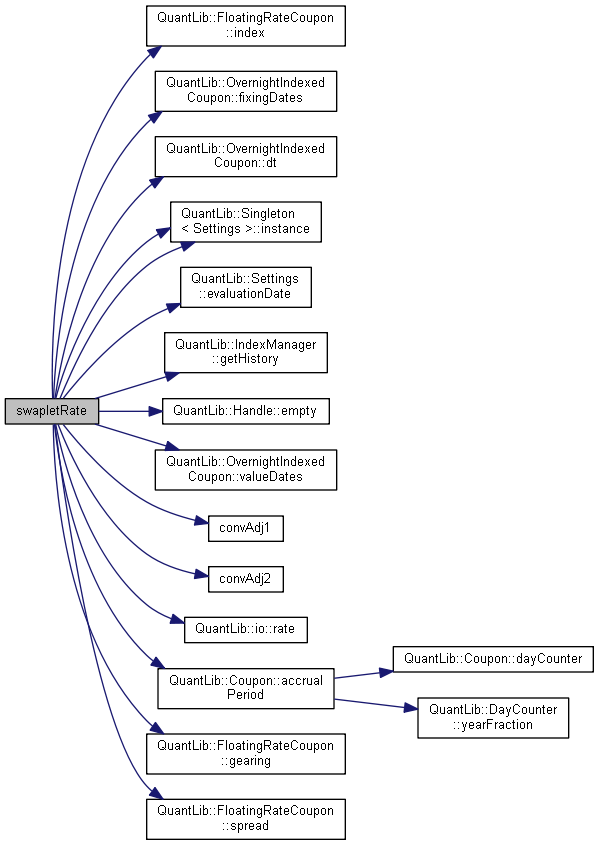 QuantLib::FloatingRateCoupon
::index
QuantLib::OvernightIndexed
Coupon::fixingDates
QuantLib::OvernightIndexed
Coupon::dt
QuantLib::Singleton
< Settings >::instance
QuantLib::Settings
::evaluationDate
QuantLib::IndexManager
::getHistory
swapletRate
QuantLib::Handle::empty
QuantLib::OvernightIndexed
Coupon::valueDates
convAdj1
convAdj2
QuantLib::io::rate
QuantLib::Coupon::accrual
Period
QuantLib::Coupon::dayCounter
QuantLib::DayCounter
::yearFraction
QuantLib::FloatingRateCoupon
::gearing
QuantLib::FloatingRateCoupon
::spread